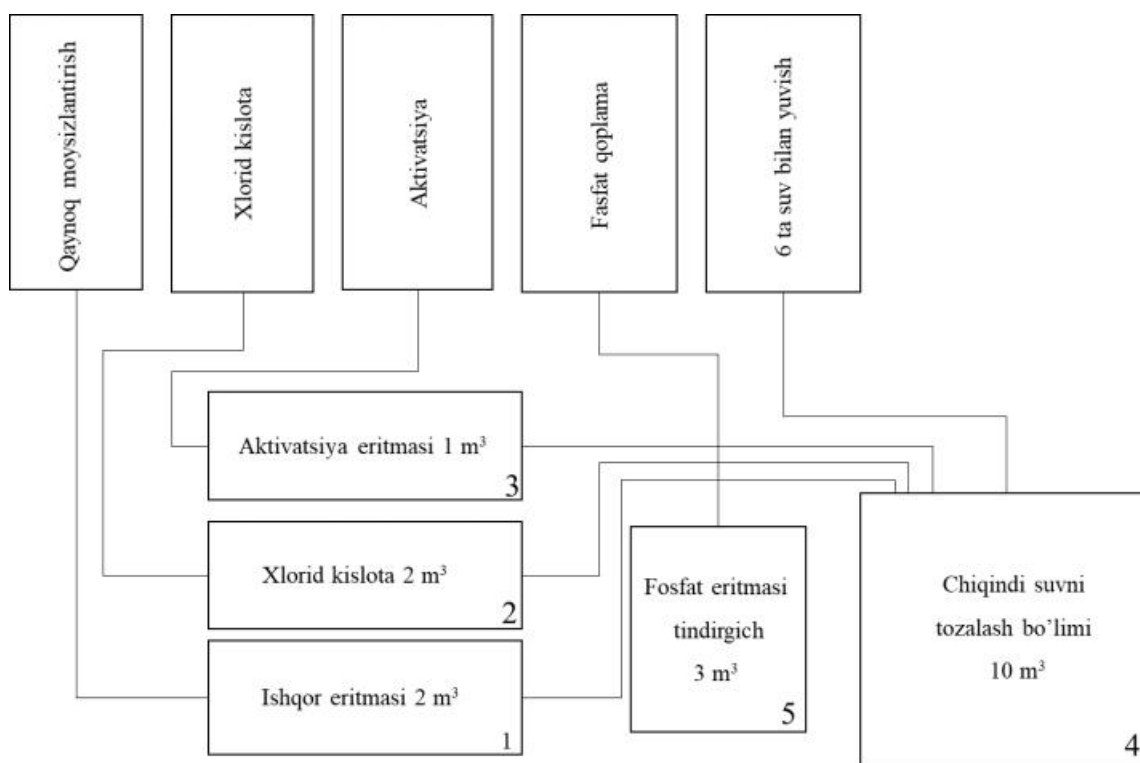 Qaynoq moysizlantirish
Xlorid kislota
Aktivatsiya
Fasfat qoplama
6 ta suv bilan yuvish
Aktivatsiya eritmasi 1 m³
3
Xlorid kislota 2 m³
2
Ishqor eritmasi 2 m³
1
Fosfat eritmasi
tindirgich
3 m³
5
Chiqindi suvni
tozalash bo’limi
10 m³
4